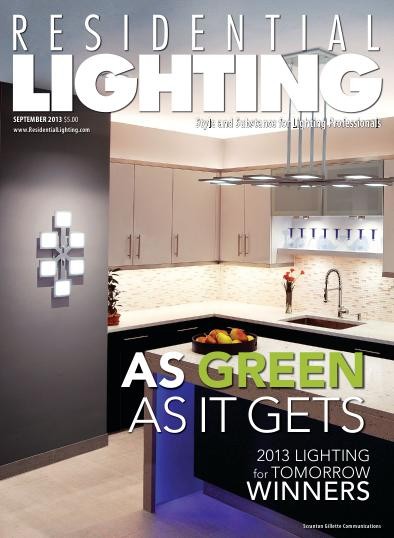 RESIDENTIAL
LIGHTING
SEPTEMBER 2013 $5.00
www.ResidentialLighting.com
Style and Substance for Lighting Professionals
AS GREEN
AS IT GETS
2013 LIGHTING
for TOMORROW
WINNERS
Scranton Gillette Communications